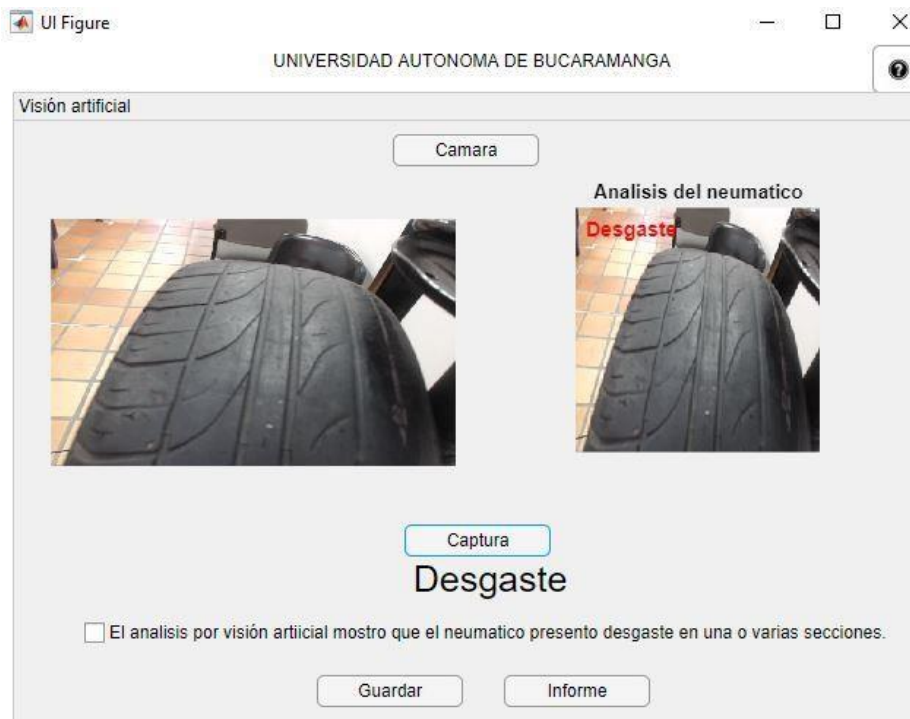 UI Figure
UNIVERSIDAD AUTONOMA DE BUCARAMANGA
Visión artificial
Camara
Analisis del neumatico
Desgaste
Captura
Desgaste
El analisis por visión artiicial mostro que el neumatico presento desgaste en una o varias secciones.
Guardar
Informe